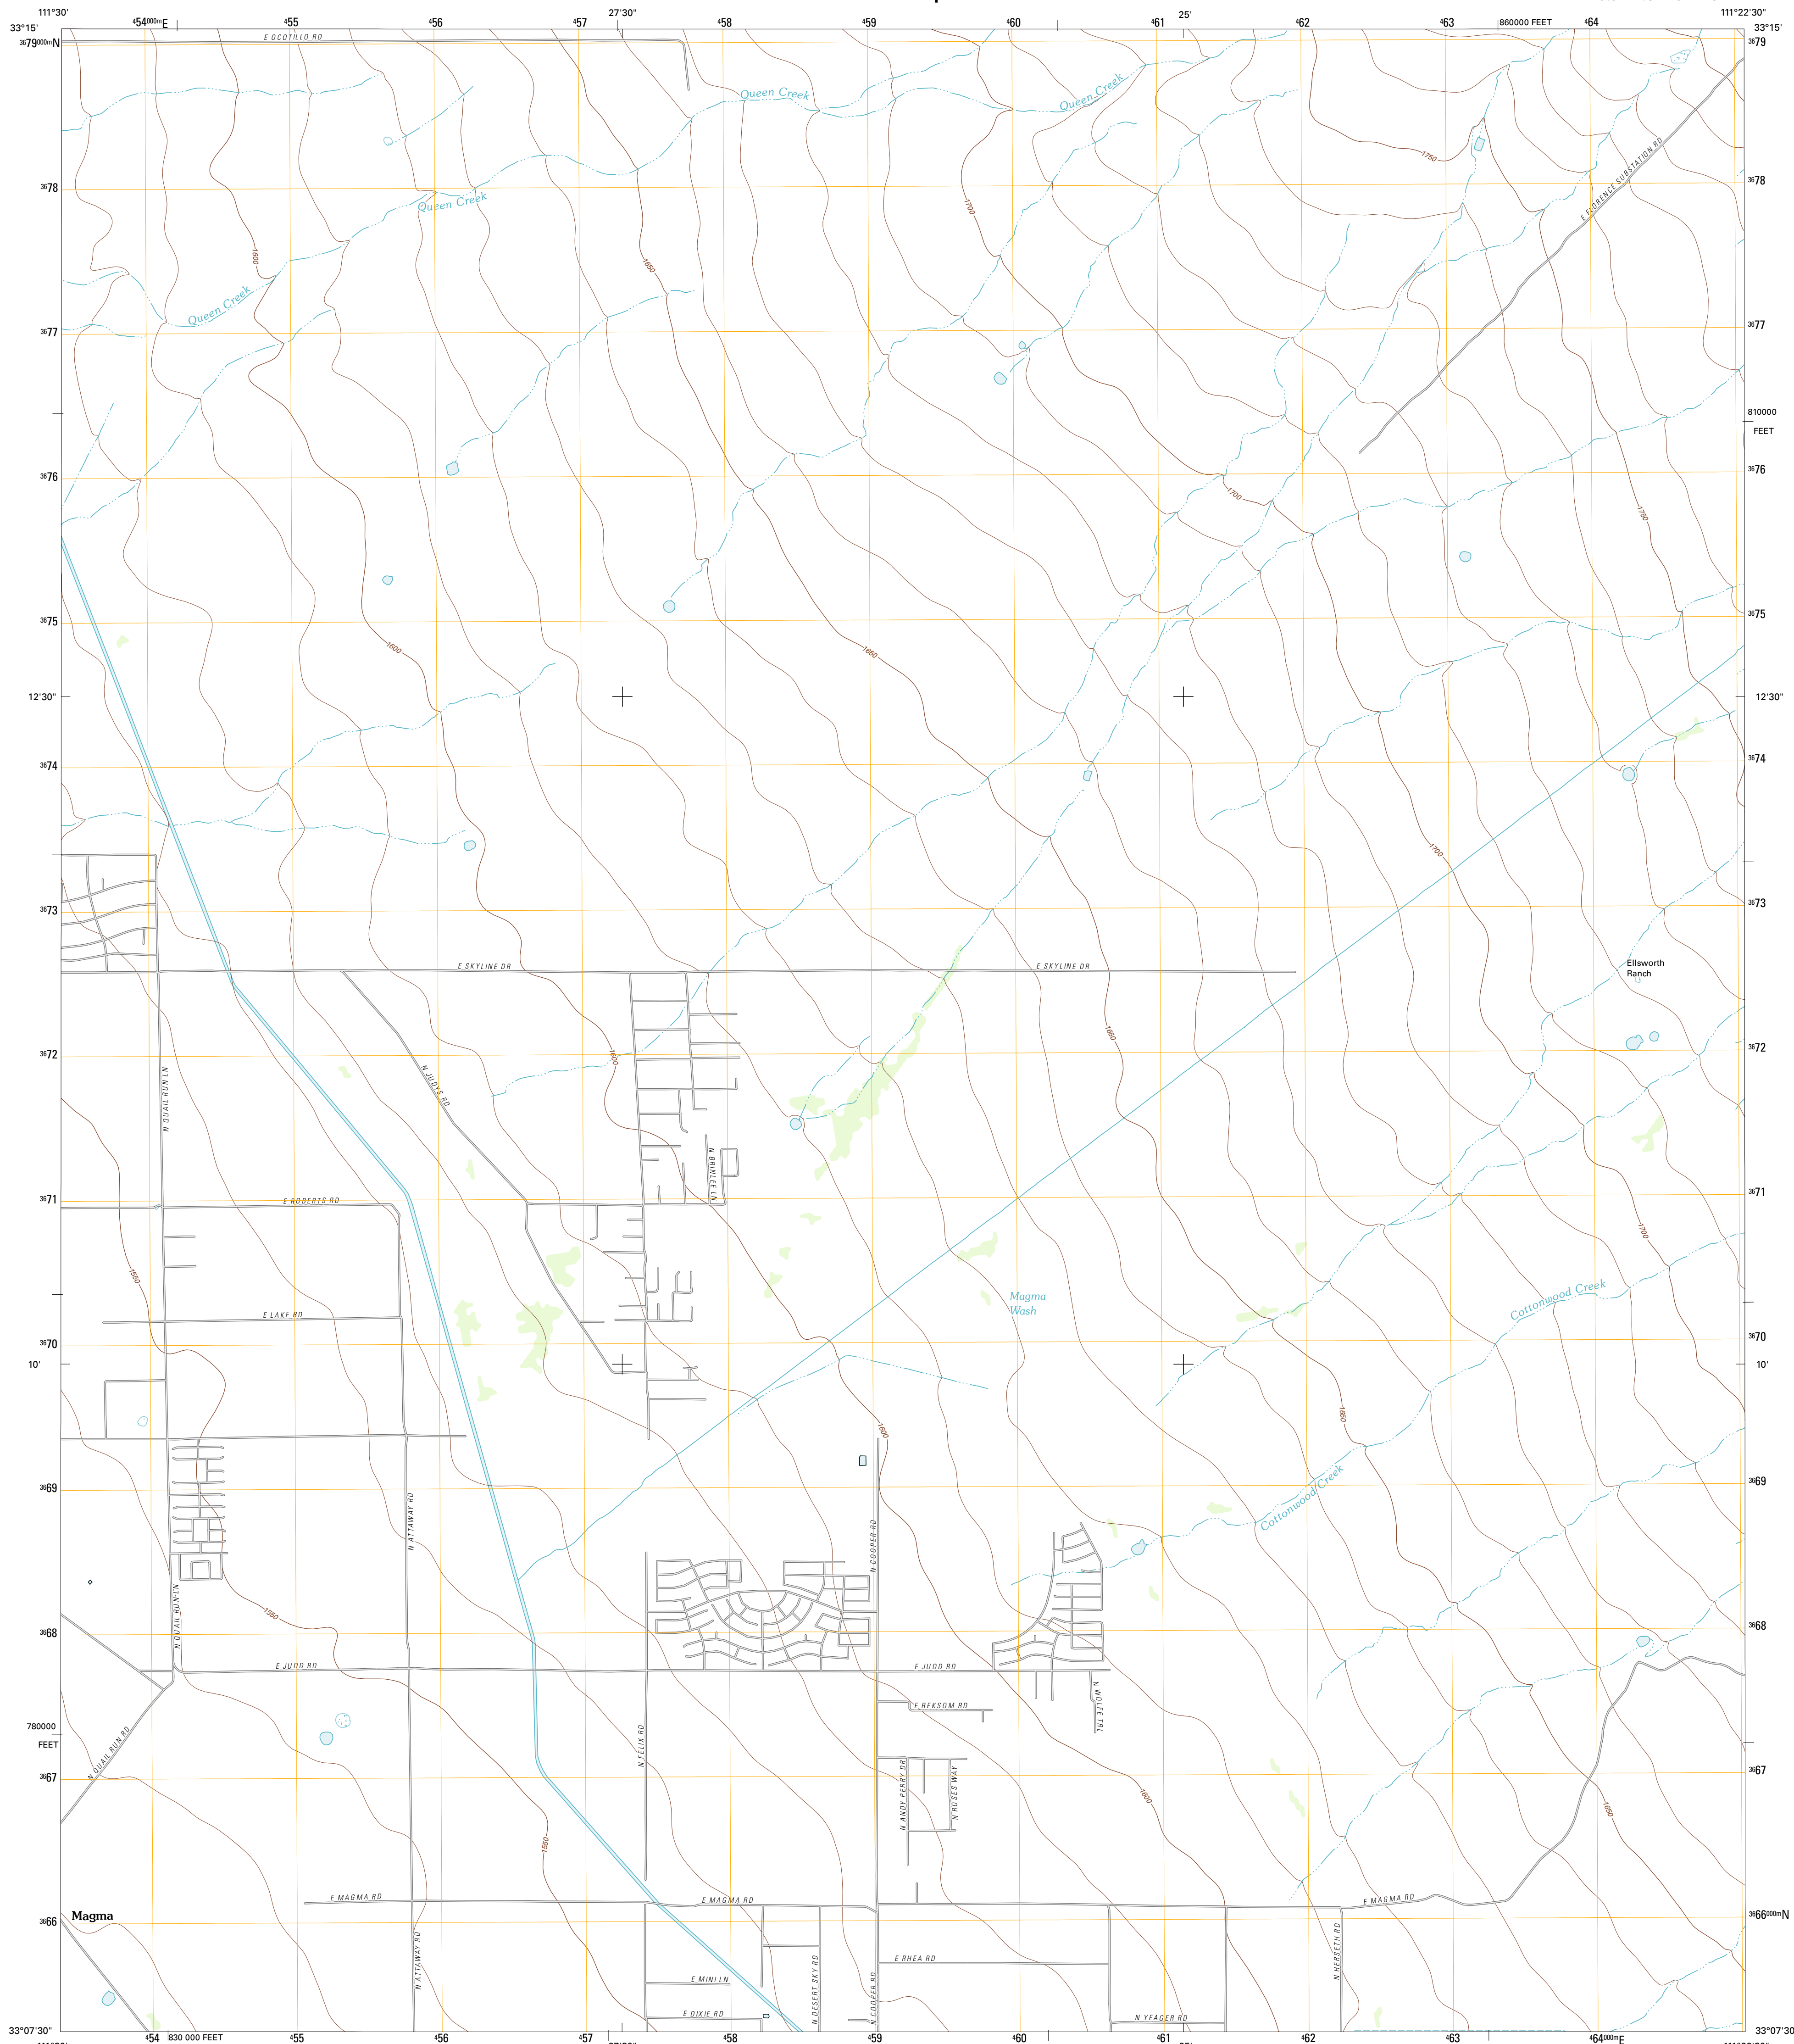 111°30'
⁴54⁰⁰⁰ᵐE
⁴55
⁴56
⁴57
27'30"
⁴58
⁴59
⁴60
⁴61
25'
⁴62
⁴63
860000 FEET
⁴64
111°22'30"
33°15'
33°15'
³⁶79⁰⁰⁰ᵐN
³⁶79
E OCOTILLO RD
Queen Creek
Queen Creek
1750
E FLORENCE SUBSTATION RD
³⁶78
³⁶78
Queen Creek
1700
1600
1650
Queen Creek
³⁶77
³⁶77
810000
FEET
³⁶76
³⁶76
1700
1750
³⁶75
³⁶75
1600
1650
12'30"
12'30"
³⁶74
³⁶74
1700
³⁶73
³⁶73
E SKYLINE DR
E SKYLINE DR
Ellsworth
Ranch
1650
³⁶72
³⁶72
1600
N JUDYS RD
N QUAIL RUN LN
N BRINLEE LN
³⁶71
³⁶71
E ROBERTS RD
1700
1550
Magma
Wash
Cottonwood Creek
E LAKE RD
³⁶70
³⁶70
10'
10'
1650
1600
³⁶69
³⁶69
Cottonwood Creek
N ATTAWAY RD
N COOPER RD
N QUAIL RUN LN
1550
³⁶68
³⁶68
E JUDD RD
E JUDD RD
N WOLFE TRL
E REKSOM RD
780000
FEET
N QUAIL RUN RD
N FELIX RD
³⁶67
³⁶67
N ANDY PERRY DR
N ROSES WAY
1600
1650
1550
E MAGMA RD
E MAGMA RD
E MAGMA RD
Magma
³⁶66
³⁶66⁰⁰⁰ᵐN
N ATTAWAY RD
E RHEA RD
N HERSETH RD
E MINI LN
N DESERT SKY RD
N COOPER RD
E DIXIE RD
N YEAGER RD
33°07'30"
33°07'30"
⁴54
830 000 FEET
⁴55
⁴56
⁴57
⁴58
⁴59
⁴60
⁴61
⁴62
⁴63
⁴64⁰⁰⁰ᵐE